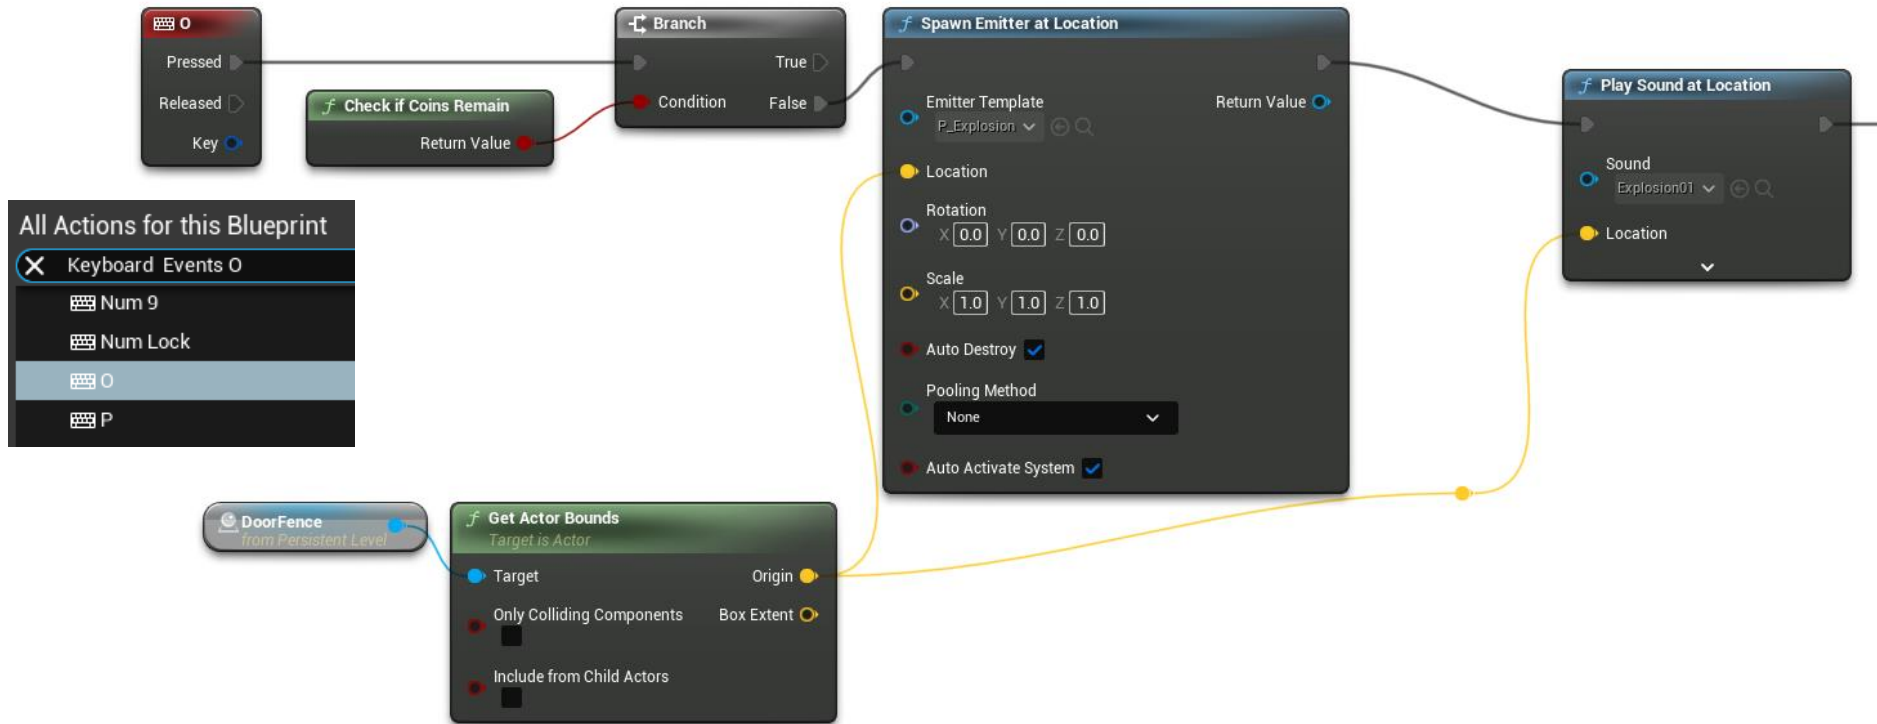 O
Pressed
Released
Key
Check if Coins Remain
Return Value
Branch
True
Condition
False
Spawn Emitter at Location
Emitter Template
P_Explosion
Return Value
Location
Rotation
X 0.0 Y 0.0 Z 0.0
Scale
X 1.0 Y 1.0 Z 1.0
Auto Destroy
Pooling Method
None
Auto Activate System
Play Sound at Location
Sound
Explosion01
Location
All Actions for this Blueprint
Keyboard Events O
Num 9
Num Lock
O
P
DoorFence
from Persistent Level
Get Actor Bounds
Target is Actor
Target
Origin
Only Colliding Components
Box Extent
Include from Child Actors